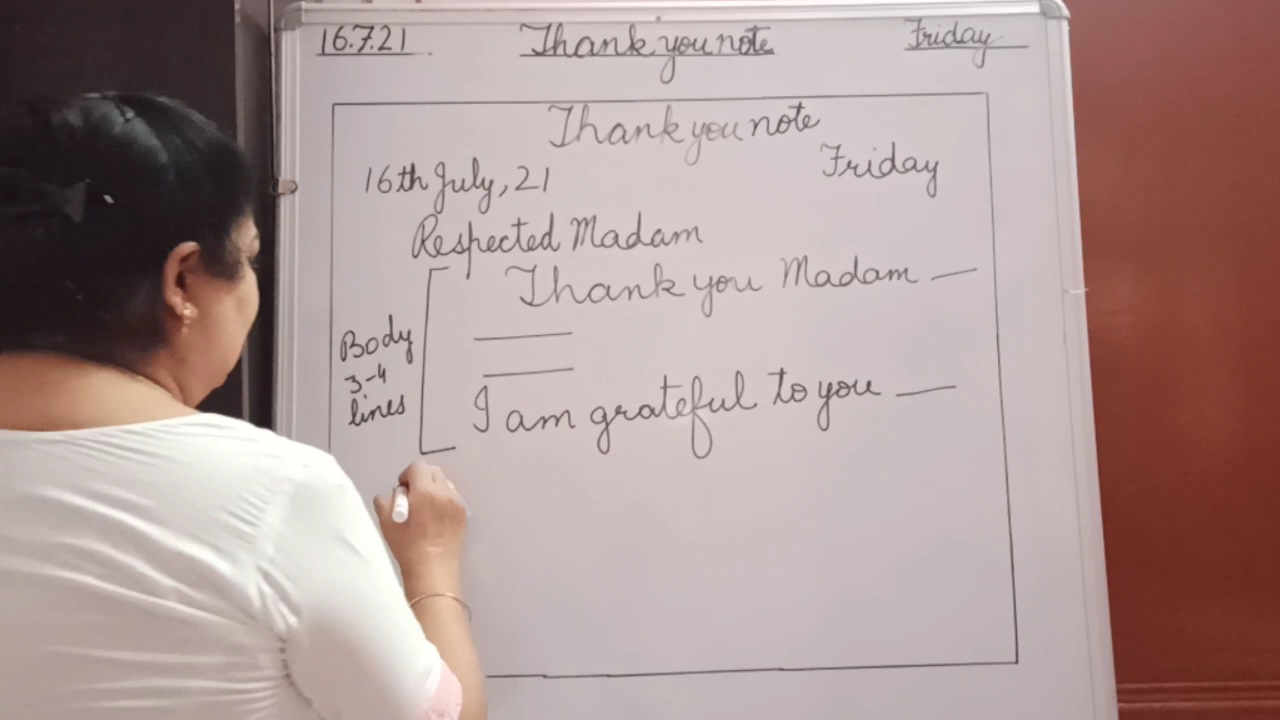 16.7.21 Thank you note Friday
Thank you note
16th July, 21 Friday
Respected Madam
Thank you Madam —
Body
3-4
lines
I am grateful to you —